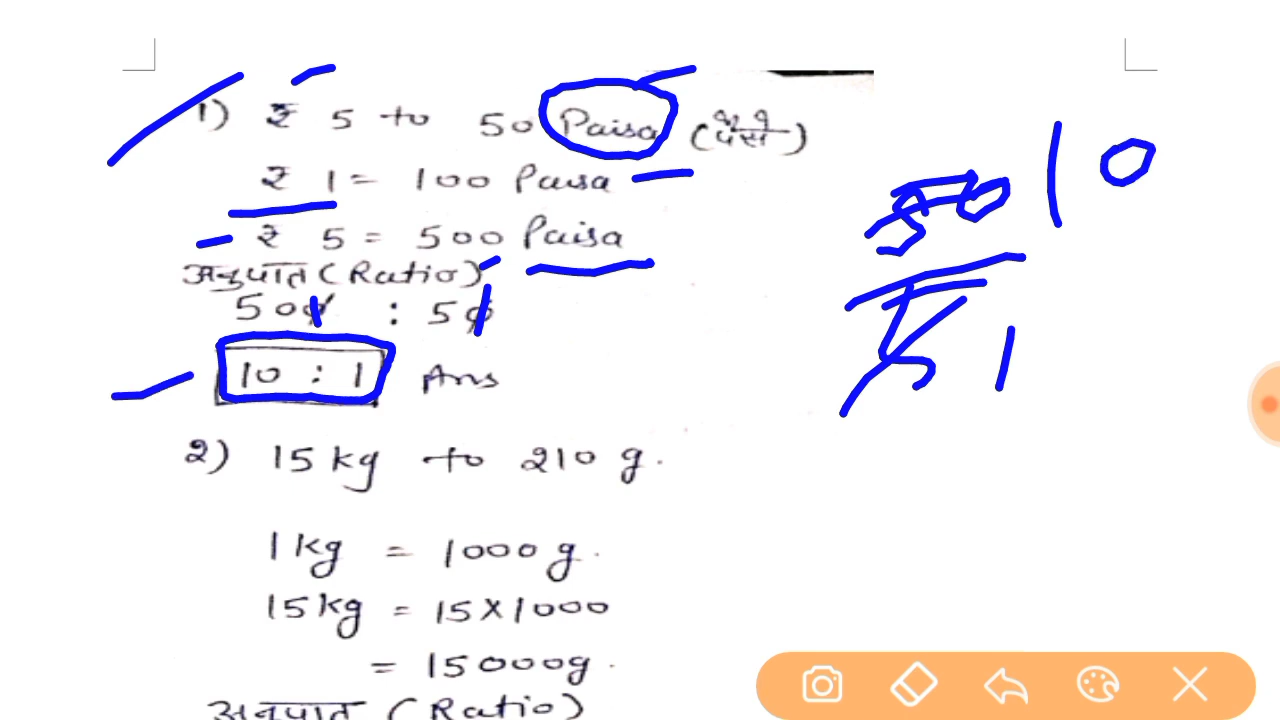 1) ₹ 5 to 50 Paisa (पैसे)
₹ 1 = 100 Paisa
₹ 5 = 500 Paisa
अनुपात (Ratio)
500 : 50
10 : 1 Ans
50 10
5 1
2) 15 kg to 210 g.
1 kg = 1000 g.
15 kg = 15 × 1000
= 15000 g.
अनुपात (Ratio)